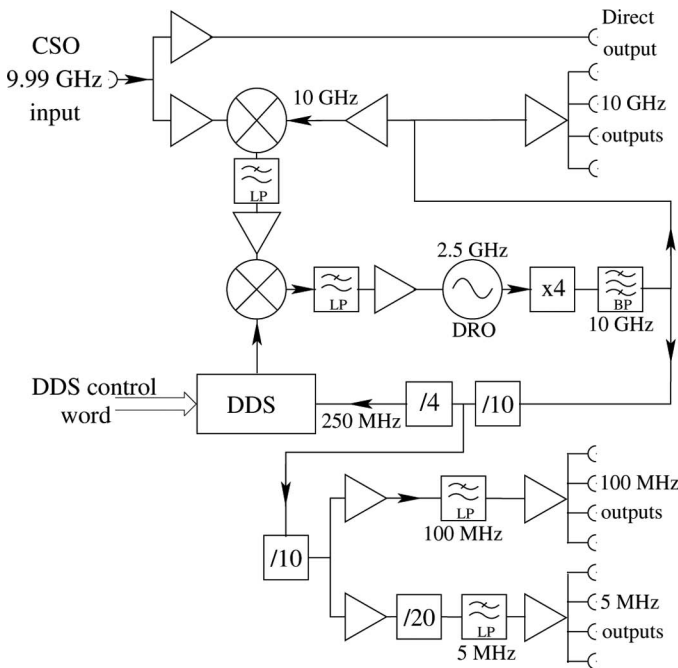 CSO
9.99 GHz
input
Direct
output
10 GHz
10 GHz
outputs
LP
2.5 GHz
LP
DRO
x4
BP
10 GHz
DDS control
word
DDS
250 MHz
/4
/10
/10
LP
100 MHz
100 MHz
outputs
/20
LP
5 MHz
5 MHz
outputs